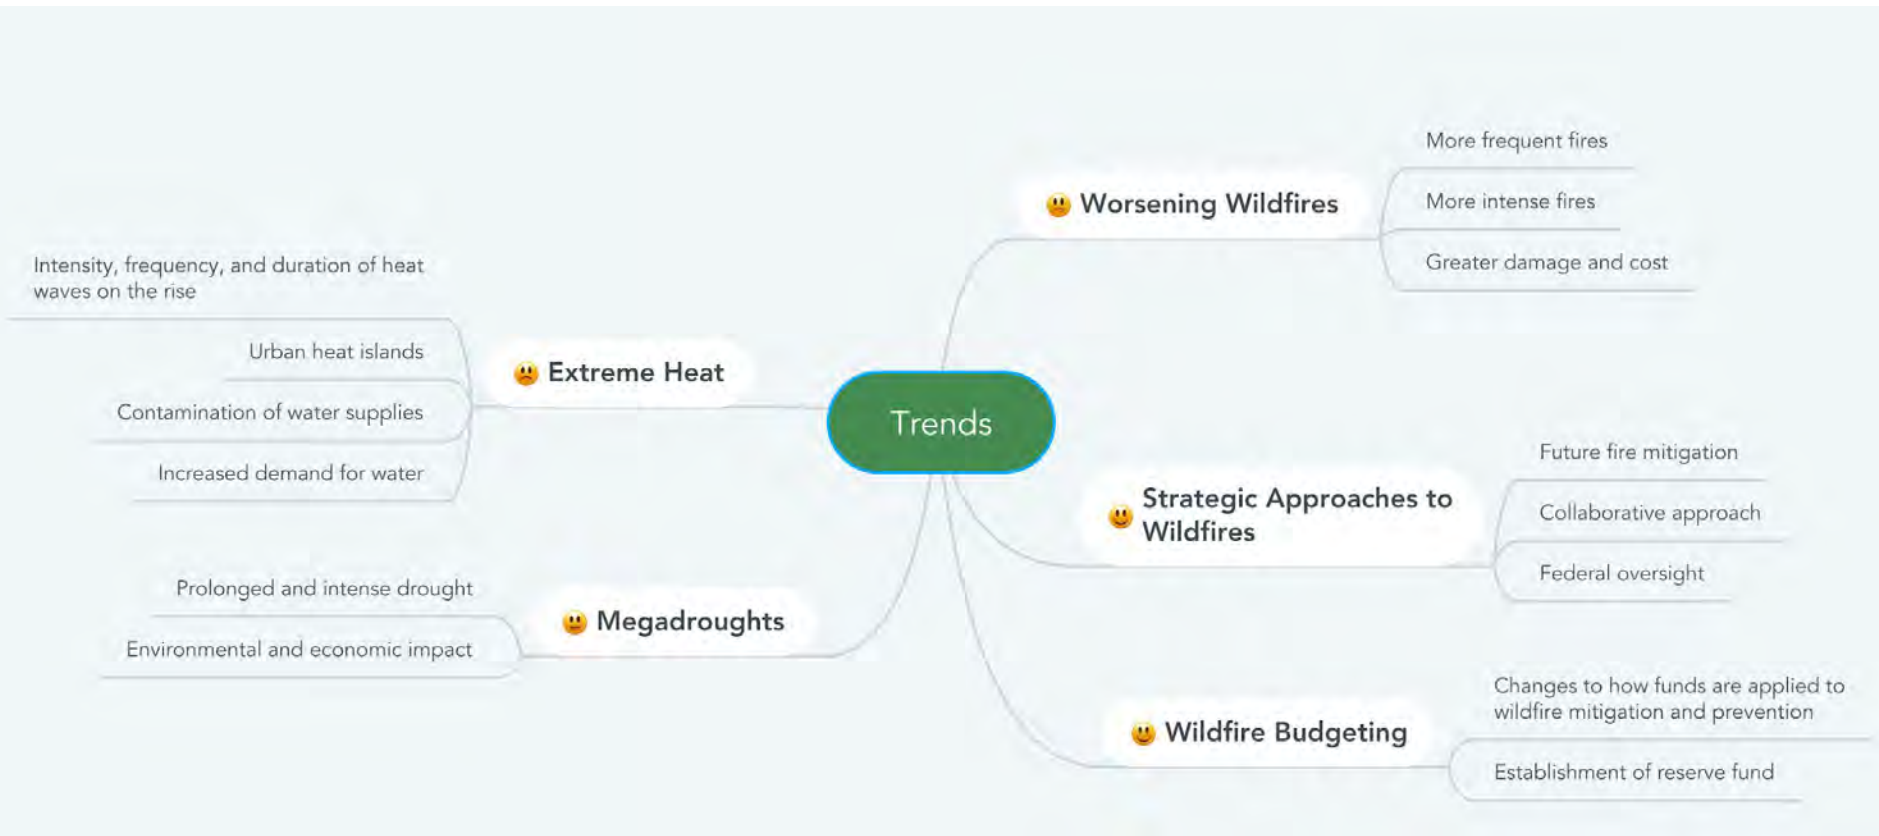 Trends
Worsening Wildfires
More frequent fires
More intense fires
Greater damage and cost
Strategic Approaches to
Wildfires
Future fire mitigation
Collaborative approach
Federal oversight
Wildfire Budgeting
Changes to how funds are applied to
wildfire mitigation and prevention
Establishment of reserve fund
Extreme Heat
Intensity, frequency, and duration of heat
waves on the rise
Urban heat islands
Contamination of water supplies
Increased demand for water
Megadroughts
Prolonged and intense drought
Environmental and economic impact